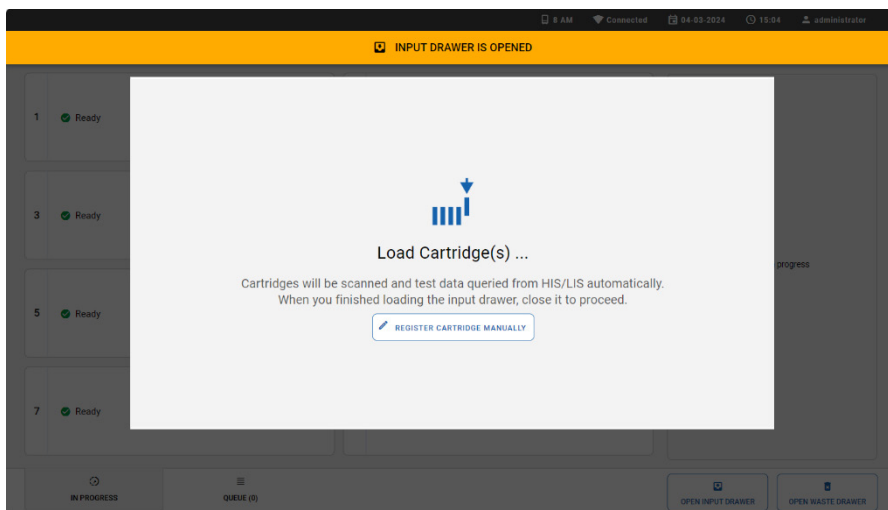 8 AM Connected 04-03-2024 15:04 administrator
INPUT DRAWER IS OPENED
1 Ready
3 Ready
5 Ready
7 Ready
Load Cartridge(s) ...
Cartridges will be scanned and test data queried from HIS/LIS automatically.
When you finished loading the input drawer, close it to proceed.
REGISTER CARTRIDGE MANUALLY
progress
IN PROGRESS
QUEUE (0)
OPEN INPUT DRAWER
OPEN WASTE DRAWER